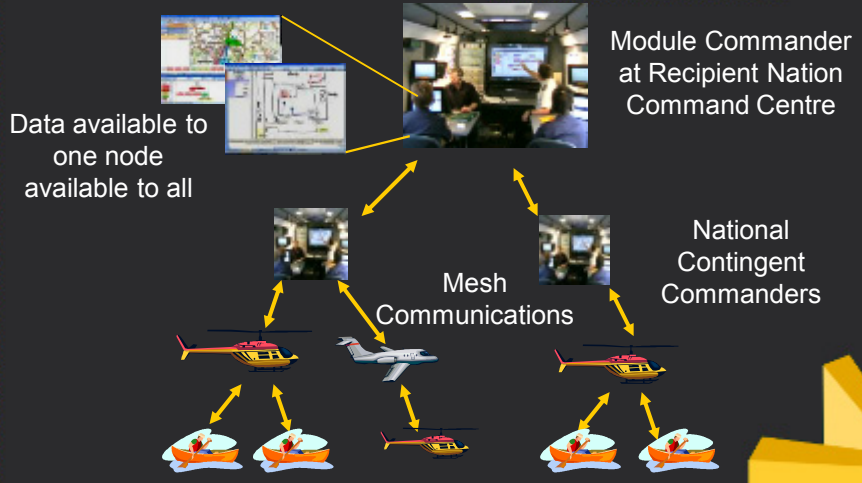 Module Commander
at Recipient Nation
Command Centre
Data available to
one node
available to all
National
Contingent
Commanders
Mesh
Communications